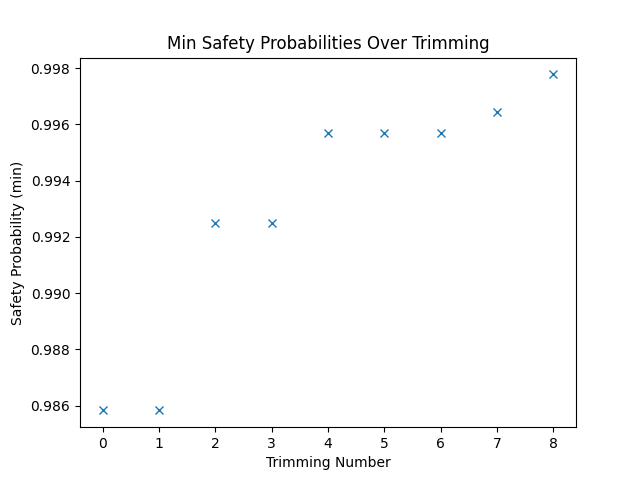 Min Safety Probabilities Over Trimming
0.998
0.996
0.994
0.992
0.990
0.988
0.986
Safety Probability (min)
0 1 2 3 4 5 6 7 8
Trimming Number